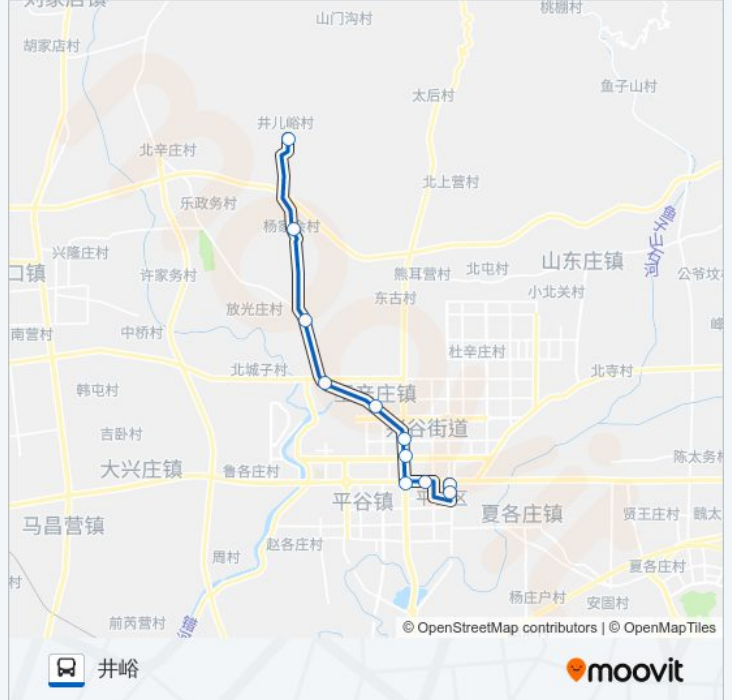 刘家店镇
山门沟村
桃棚村
胡家店村
鱼子山村
太后村
井儿峪村
北辛庄村
北上营村
乐政务村
兴隆庄村
口镇
许家务村
熊耳营村
北屯村
山东庄镇
公爷坟
小北关村
东古村
放光庄村
南营村
中桥村
峰
杜辛庄村
北城子村
北寺村
韩屯村
吉卧村
大兴庄镇
鲁各庄村
陈太务
平谷镇
夏各庄镇
贤王庄村
魏太
马昌营镇
赵各庄村
周村
夏各庄村
村
杨庄户村
安固村
前芮营村
© OpenStreetMap contributors | © OpenMapTiles
井峪
moovit